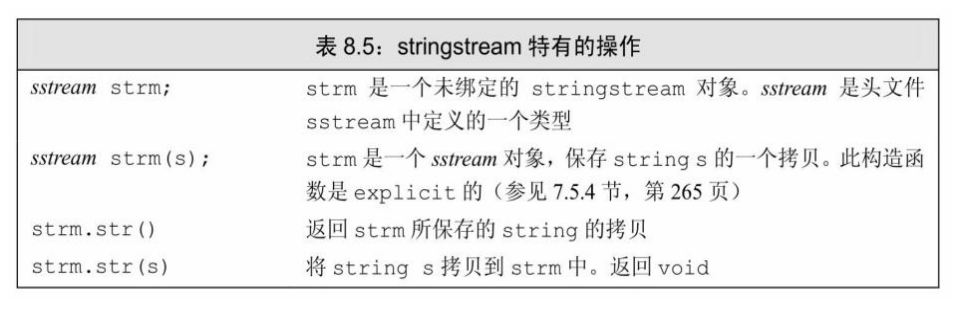 表 8.5：stringstream 特有的操作
sstream strm; strm 是一个未绑定的 stringstream 对象。sstream 是头文件
sstream 中定义的一个类型
sstream strm(s); strm 是一个 sstream 对象，保存 string s 的一个拷贝。此构造函
数是 explicit 的（参见 7.5.4 节，第 265 页）
strm.str() 返回 strm 所保存的 string 的拷贝
strm.str(s) 将 string s 拷贝到 strm 中。返回 void